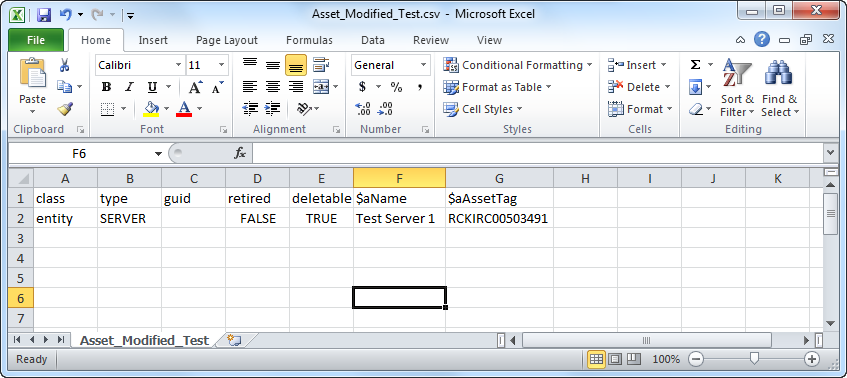 Asset_Modified_Test.csv - Microsoft Excel
File Home Insert Page Layout Formulas Data Review View
Calibri 11 General Conditional Formatting Insert Σ
Paste B I U $ % , Format as Table Delete Sort & Filter Find & Select
A A .00 .0 Cell Styles Format
Clipboard Font Alignment Number Styles Cells Editing
F6 fx
A B C D E F G H I J K
1 class type guid retired deletable $aName $aAssetTag
2 entity SERVER FALSE TRUE Test Server 1 RCKIRC00503491
3
4
5
6
7
Asset_Modified_Test
Ready 100%